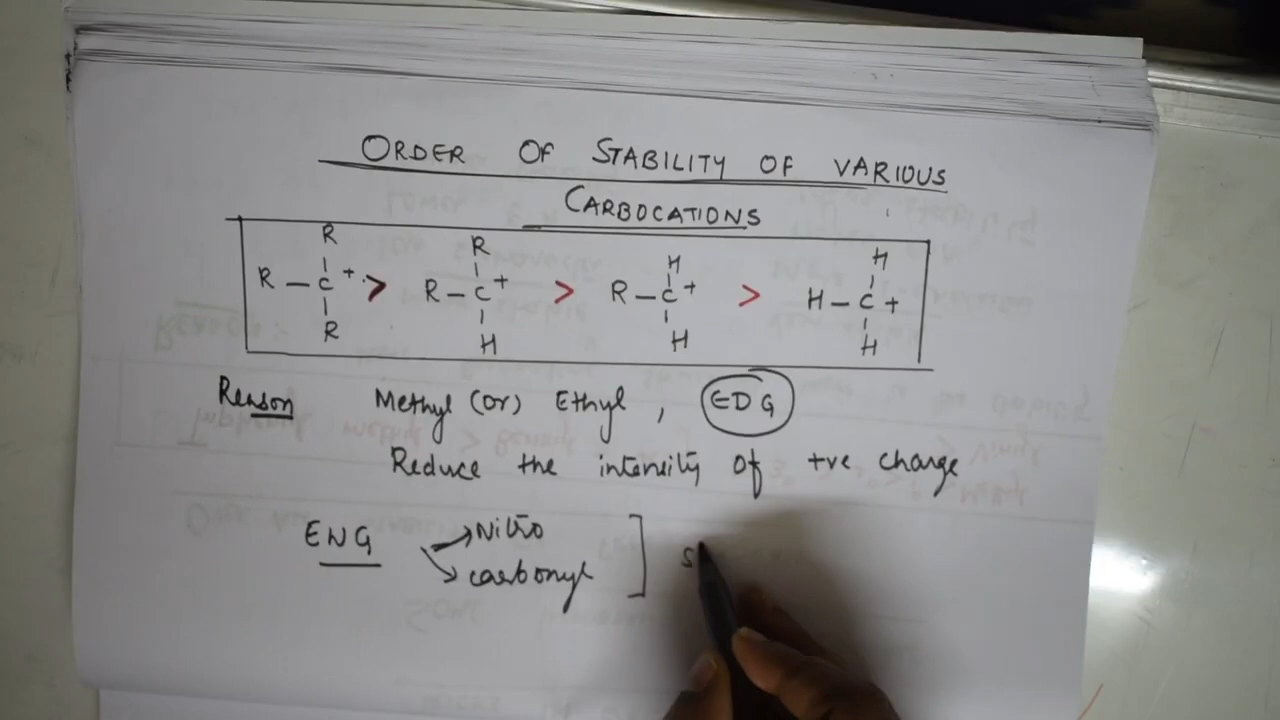 ORDER OF STABILITY OF VARIOUS
CARBOCATIONS
R R H H
R – C + > R – C + > R – C + > H – C +
R H H H
Reason Methyl (or) Ethyl , EDG
Reduce the intensity of +ve charge
ENG Nitro
carbonyl ] s